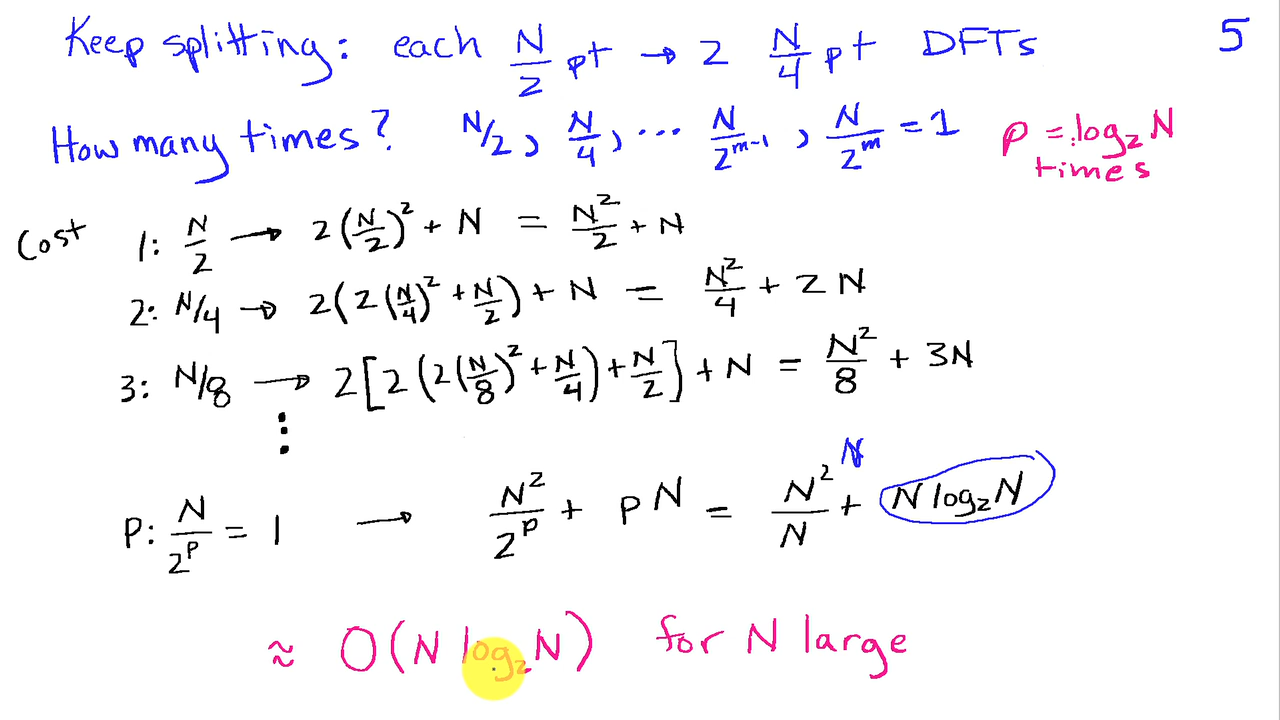 Keep splitting: each N/2 pt → 2 N/4 pt DFTs 5
How many times? N/2, N/4, ... N/2^(m-1), N/2^m = 1 p = log₂N times
Cost 1: N/2 → 2(N/2)² + N = N²/2 + N
2: N/4 → 2(2(N/4)² + N/2) + N = N²/4 + 2N
3: N/8 → 2[2(2(N/8)² + N/4) + N/2] + N = N²/8 + 3N
⋮
P: N/2^P = 1 → N²/2^P + PN = N²/N + N log₂N
N
≈ O(N log₂N) for N large